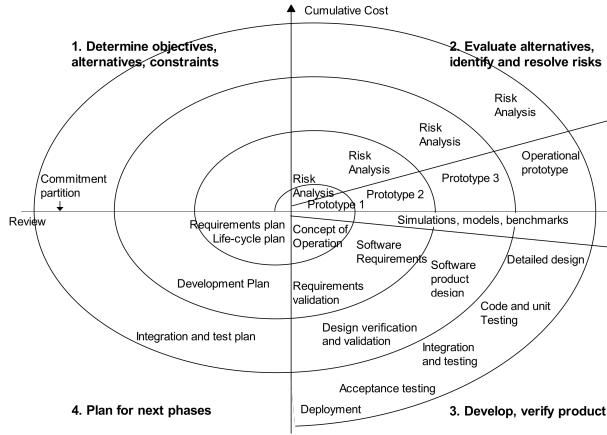 Cumulative Cost
1. Determine objectives,
alternatives, constraints
2. Evaluate alternatives,
identify and resolve risks
Risk
Analysis
Risk
Analysis
Risk
Analysis
Risk
Analysis
Operational
prototype
Prototype 3
Prototype 2
Prototype 1
Commitment
partition
Review
Simulations, models, benchmarks
Requirements plan
Life-cycle plan
Concept of
Operation
Software
Requirements
Software
product
design
Detailed design
Development Plan
Requirements
validation
Code and unit
Testing
Integration and test plan
Design verification
and validation
Integration
and testing
Acceptance testing
Deployment
4. Plan for next phases
3. Develop, verify product